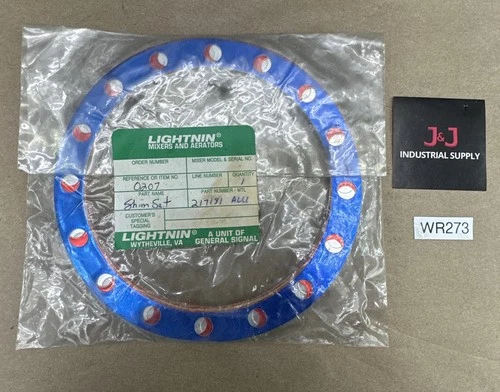 LIGHTNIN®
MIXERS AND AERATORS
ORDER NUMBER MIXER MODEL & SERIAL NO.
REFERENCE OR ITEM NO. LINE NUMBER QUANTITY
0207 1
PART NAME PART NUMBER - MTL
Shim Set 217191
CUSTOMER'S
SPECIAL
TAGGING
LIGHTNIN® A UNIT OF
WYTHEVILLE, VA GENERAL SIGNAL
J&J
INDUSTRIAL SUPPLY
WR273